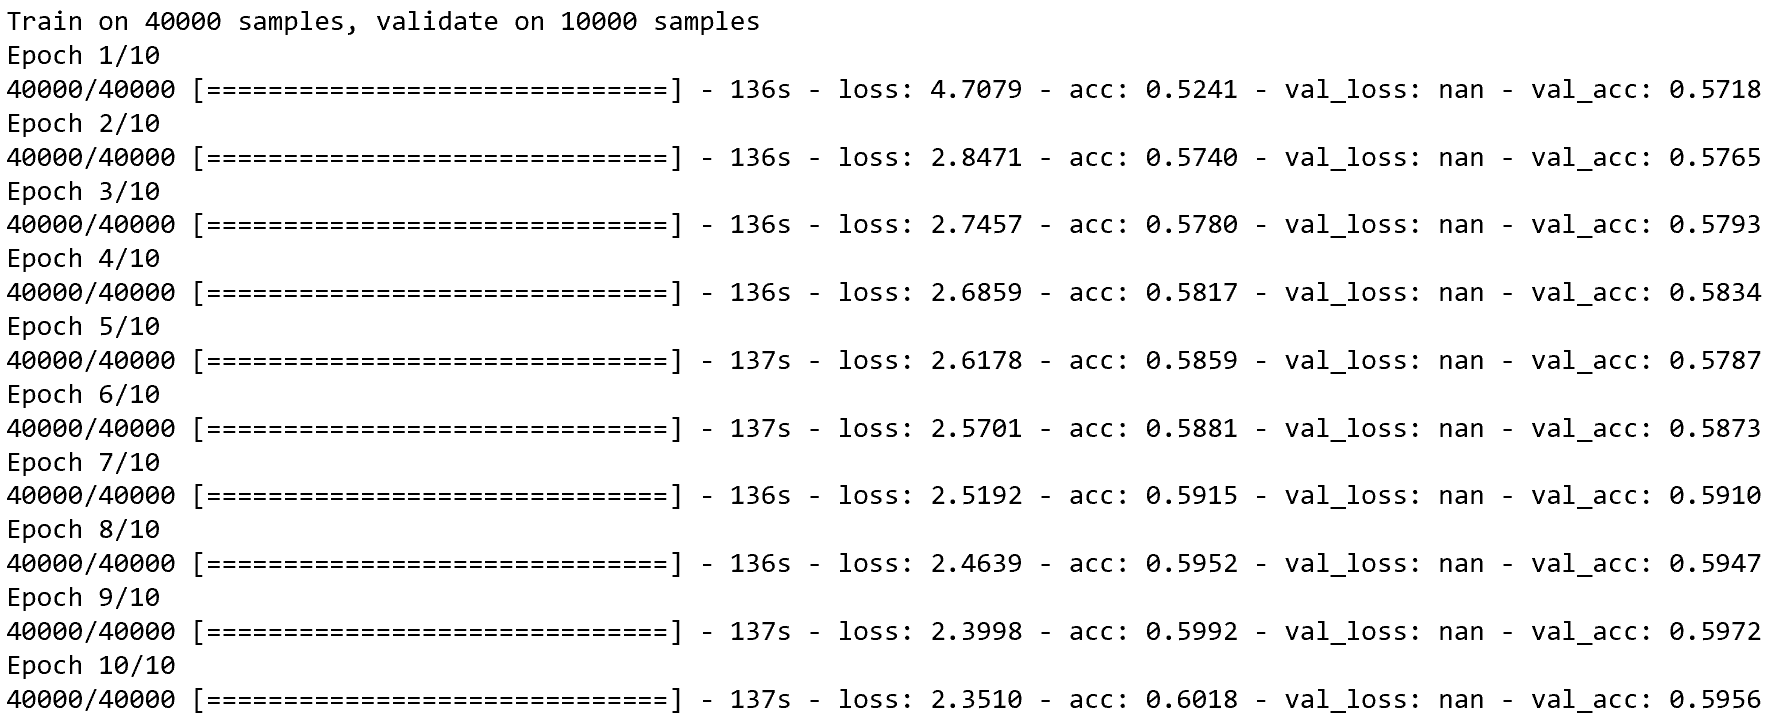 Train on 40000 samples, validate on 10000 samples
Epoch 1/10
40000/40000 [==============================] - 136s - loss: 4.7079 - acc: 0.5241 - val_loss: nan - val_acc: 0.5718
Epoch 2/10
40000/40000 [==============================] - 136s - loss: 2.8471 - acc: 0.5740 - val_loss: nan - val_acc: 0.5765
Epoch 3/10
40000/40000 [==============================] - 136s - loss: 2.7457 - acc: 0.5780 - val_loss: nan - val_acc: 0.5793
Epoch 4/10
40000/40000 [==============================] - 136s - loss: 2.6859 - acc: 0.5817 - val_loss: nan - val_acc: 0.5834
Epoch 5/10
40000/40000 [==============================] - 137s - loss: 2.6178 - acc: 0.5859 - val_loss: nan - val_acc: 0.5787
Epoch 6/10
40000/40000 [==============================] - 137s - loss: 2.5701 - acc: 0.5881 - val_loss: nan - val_acc: 0.5873
Epoch 7/10
40000/40000 [==============================] - 136s - loss: 2.5192 - acc: 0.5915 - val_loss: nan - val_acc: 0.5910
Epoch 8/10
40000/40000 [==============================] - 136s - loss: 2.4639 - acc: 0.5952 - val_loss: nan - val_acc: 0.5947
Epoch 9/10
40000/40000 [==============================] - 137s - loss: 2.3998 - acc: 0.5992 - val_loss: nan - val_acc: 0.5972
Epoch 10/10
40000/40000 [==============================] - 137s - loss: 2.3510 - acc: 0.6018 - val_loss: nan - val_acc: 0.5956